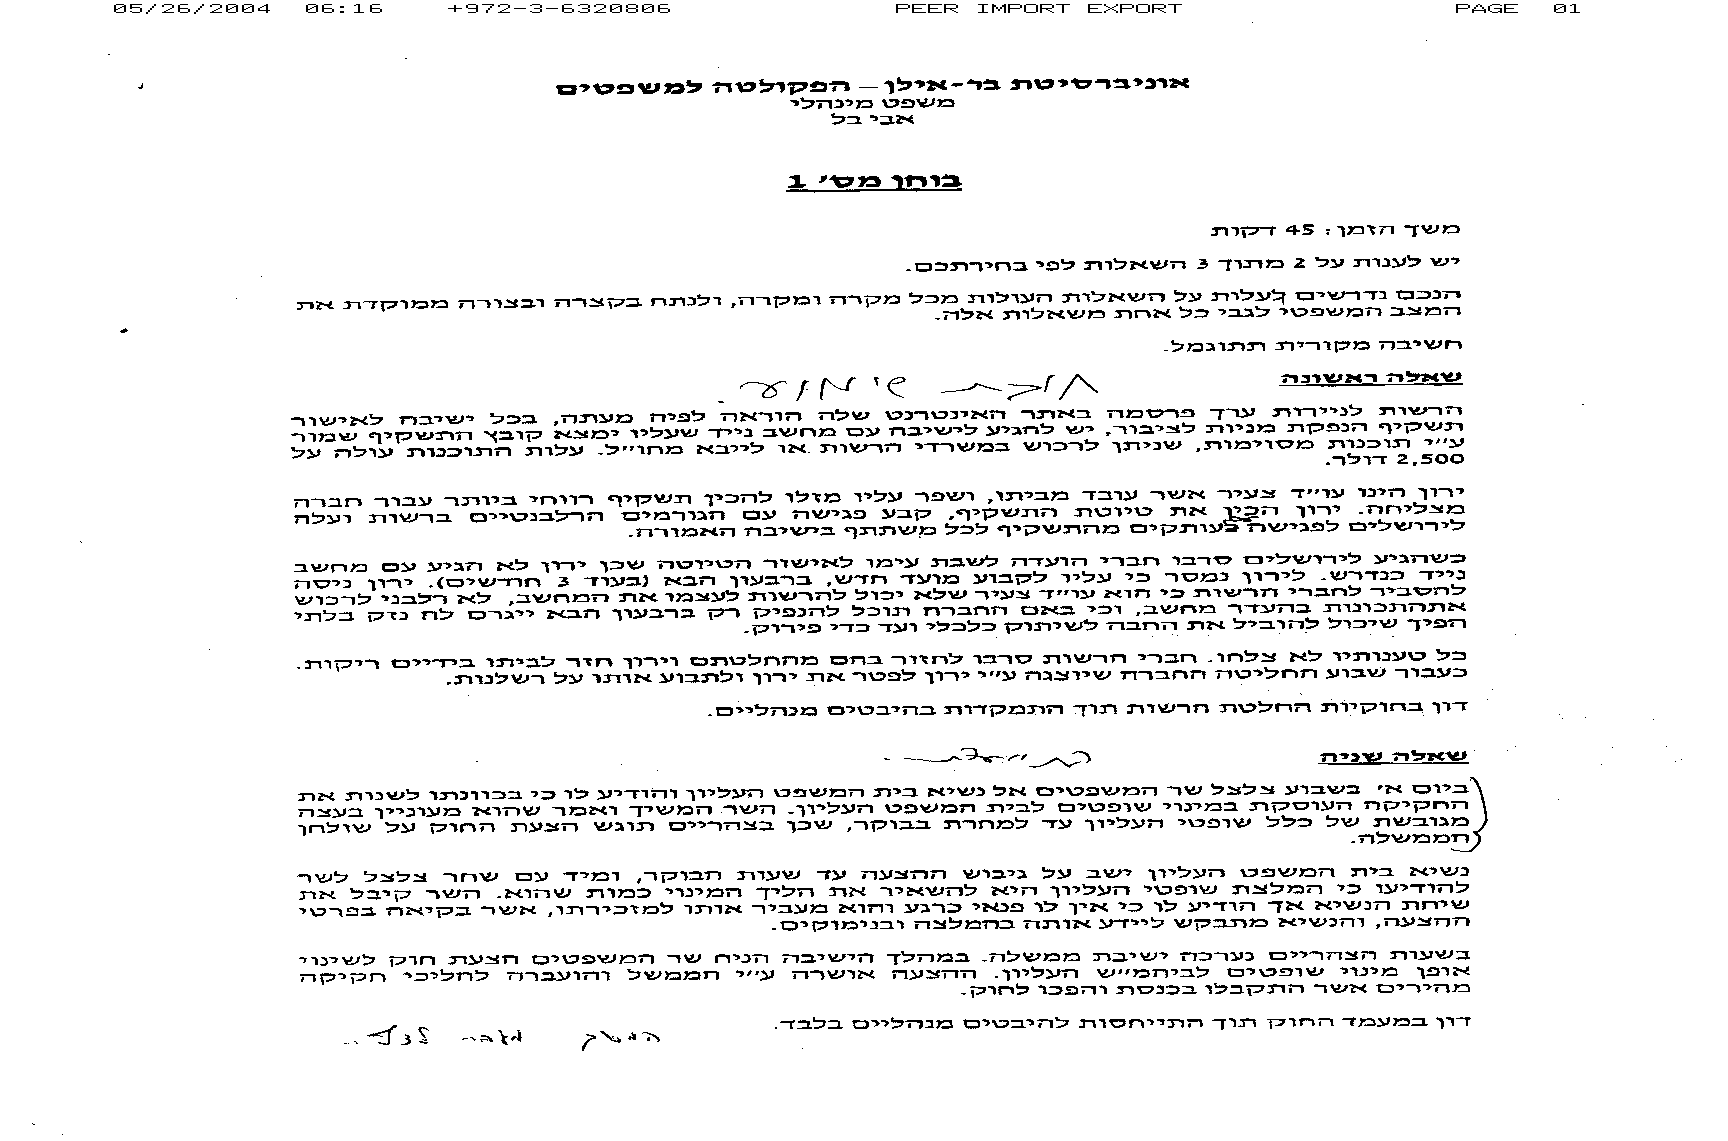 05/26/2004 06:16 +972-3-6320806 PEER IMPORT EXPORT PAGE 01
אוניברסיטת בר-אילן – הפקולטה למשפטים
משפט מינהלי
אבי בל
בוחן מס' 1
משך הזמן: 45 דקות
יש לענות על 2 מתוך 3 השאלות לפי בחירתכם.
הנכם נדרשים לעלות על השאלות העולות מכל מקרה ומקרה, ולנתח בקצרה ובצורה ממוקדת את
המצב המשפטי לגבי כל אחת משאלות אלה.
חשיבה מקורית תתוגמל.
שאלה ראשונה חובת שימוע
הרשות לניירות ערך פרסמה באתר האינטרנט שלה הוראה לפיה מעתה, בכל ישיבה לאישור
תשקיף הנפקת מניות לציבור, יש להגיע לישיבה עם מחשב נייד שעליו ימצא קובץ התשקיף שמור
ע"י תוכנות מסוימות, שניתן לרכוש במשרדי הרשות או לייבא מחו"ל. עלות התוכנות עולה על
2,500 דולר.
ירון הינו עו"ד צעיר אשר עובד מביתו, ושפר עליו מזלו להכין תשקיף רווחי ביותר עבור חברה
מצליחה. ירון הכין את טיוטת התשקיף, קבע פגישה עם הגורמים הרלבנטיים ברשות ועלה
לירושלים לפגישה בעותקים מהתשקיף לכל משתתף בישיבה האמורה.
כשהגיע לירושלים סרבו חברי הועדה לשבת עימו לאישור הטיוטה שכן ירון לא הגיע עם מחשב
נייד כנדרש. לירון נמסר כי עליו לקבוע מועד חדש, ברבעון הבא (בעוד 3 חודשים). ירון ניסה
להסביר לחברי הרשות כי הוא עו"ד צעיר שלא יכול להרשות לעצמו את המחשב, לא רלבני לרכוש
אתהתכונות בהעדר מחשב, וכי באם החברה תוכל להנפיק רק ברבעון הבא ייגרם לה נזק בלתי
הפיך שיכול להוביל את החבה לשיתוק כלכלי ועד כדי פירוק.
כל טענותיו לא צלחו. חברי הרשות סרבו לחזור בהם מהחלטתם וירון חזר לביתו בידיים ריקות.
כעבור שבוע החליטה החברה שיוצגה ע"י ירון לפטר את ירון ולתבוע אותו על רשלנות.
דון בחוקיות החלטת הרשות תוך התמקדות בהיבטים מנהליים.
שאלה שניה
ביום א' בשבוע צלצל שר המשפטים אל נשיא בית המשפט העליון והודיע לו כי בכוונתו לשנות את
החקיקה העוסקת במינוי שופטים לבית המשפט העליון. השר המשיך ואמר שהוא מעוניין בעצה
מגובשת של כלל שופטי העליון עד למחרת בבוקר, שכן בצהריים תוגש הצעת החוק על שולחן
הממשלה.
נשיא בית המשפט העליון ישב על גיבוש ההצעה עד שעות הבוקר, ומיד עם שחר צלצל לשר
להודיעו כי המלצת שופטי העליון היא להשאיר את הליך המינוי כמות שהוא. השר קיבל את
שיחת הנשיא אך הודיע לו כי אין לו פנאי כרגע והוא מעביר אותו למזכירתו, אשר בקיאה בפרטי
ההצעה, והנשיא מתבקש ליידע אותה בהמלצה ובנימוקים.
בשעות הצהריים נערכה ישיבת ממשלה. במהלך הישיבה הניח שר המשפטים הצעת חוק לשינוי
אופן מינוי שופטים לביהמ"ש העליון. ההצעה אושרה ע"י הממשל והועברה להליכי חקיקה
מהירים אשר התקבלו בכנסת והפכו לחוק.
דון במעמד החוק תוך התייחסות להיבטים מנהליים בלבד.
המשך